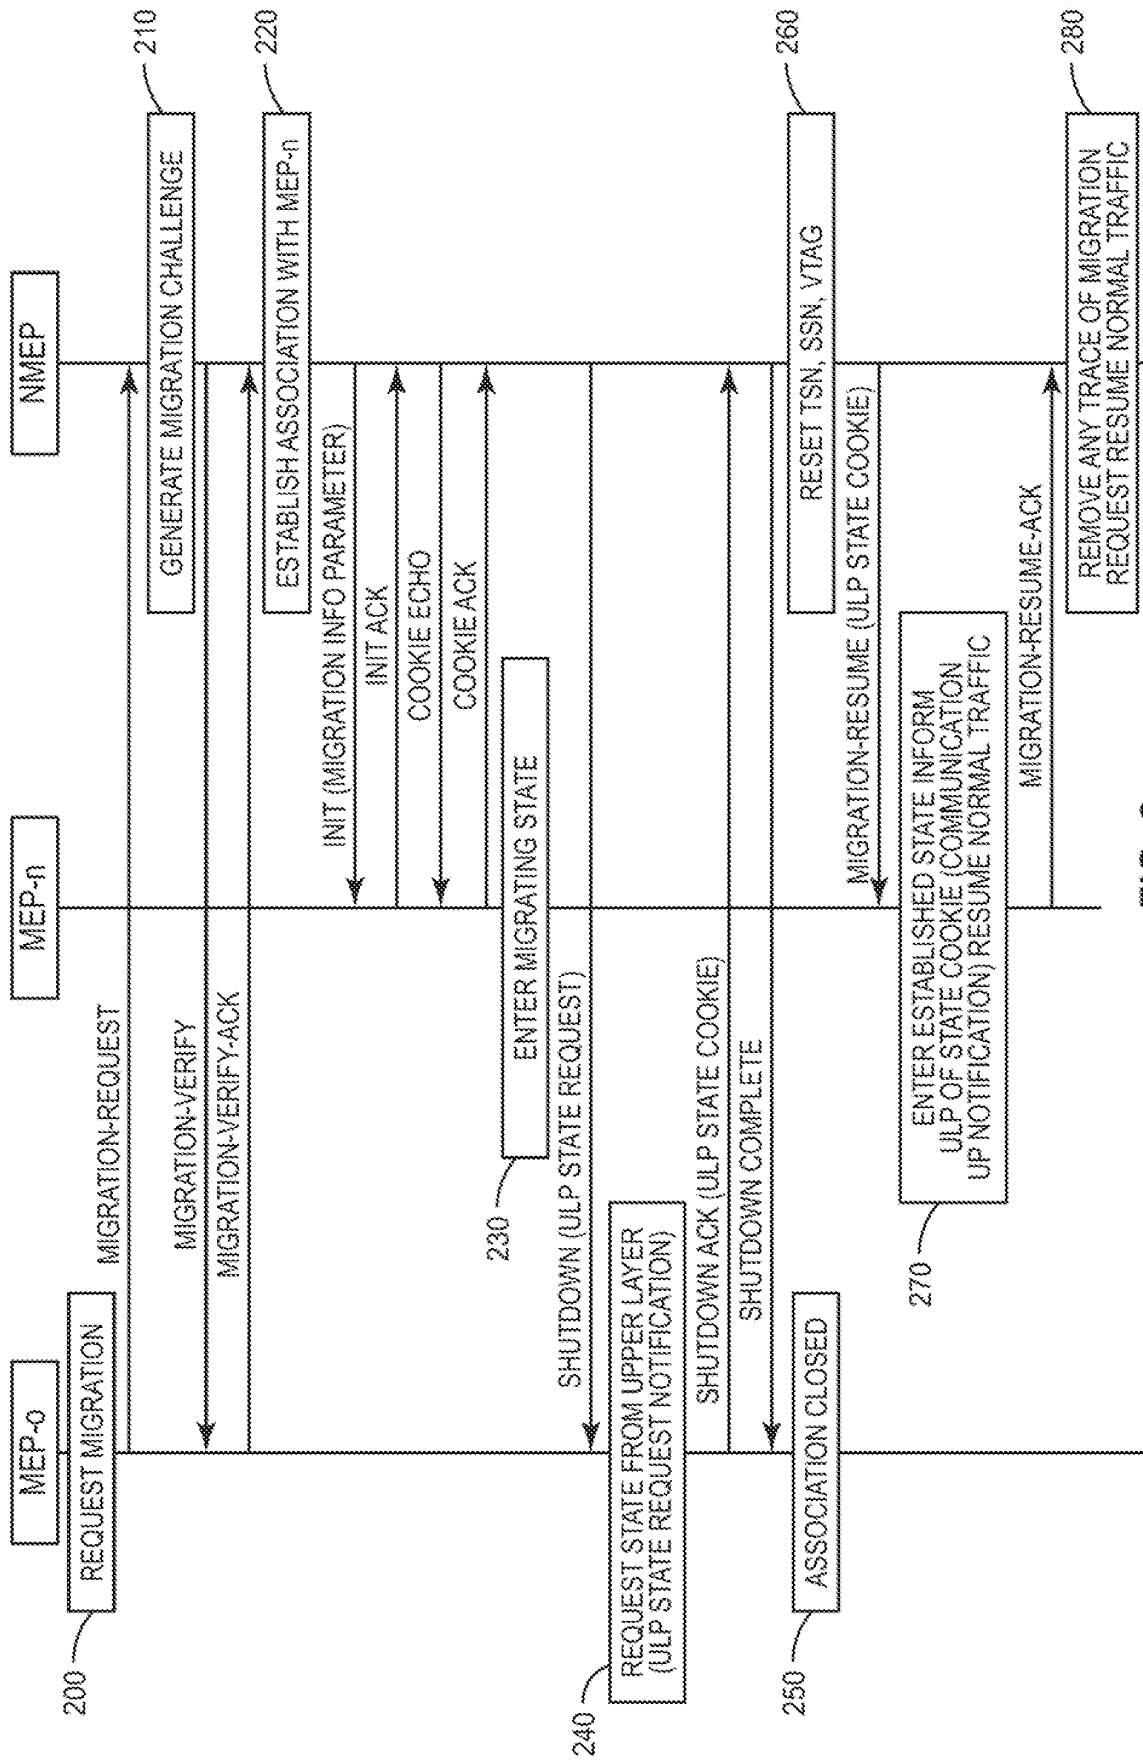 MEP-o
MEP-n
NMEP
200
REQUEST MIGRATION
MIGRATION-REQUEST
GENERATE MIGRATION CHALLENGE
210
MIGRATION-VERIFY
MIGRATION-VERIFY-ACK
ESTABLISH ASSOCIATION WITH MEP-n
220
INIT (MIGRATION INFO PARAMETER)
INIT ACK
COOKIE ECHO
COOKIE ACK
230
ENTER MIGRATING STATE
SHUTDOWN (ULP STATE REQUEST)
240
REQUEST STATE FROM UPPER LAYER
(ULP STATE REQUEST NOTIFICATION)
SHUTDOWN ACK (ULP STATE COOKIE)
SHUTDOWN COMPLETE
250
ASSOCIATION CLOSED
RESET TSN, SSN, VTAG
260
MIGRATION-RESUME (ULP STATE COOKIE)
270
ENTER ESTABLISHED STATE INFORM
ULP OF STATE COOKIE (COMMUNICATION
UP NOTIFICATION) RESUME NORMAL TRAFFIC
MIGRATION-RESUME-ACK
REMOVE ANY TRACE OF MIGRATION
REQUEST RESUME NORMAL TRAFFIC
280